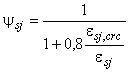 ψsj = 1 / (1 + 0,8 εsj,crc / εsj)